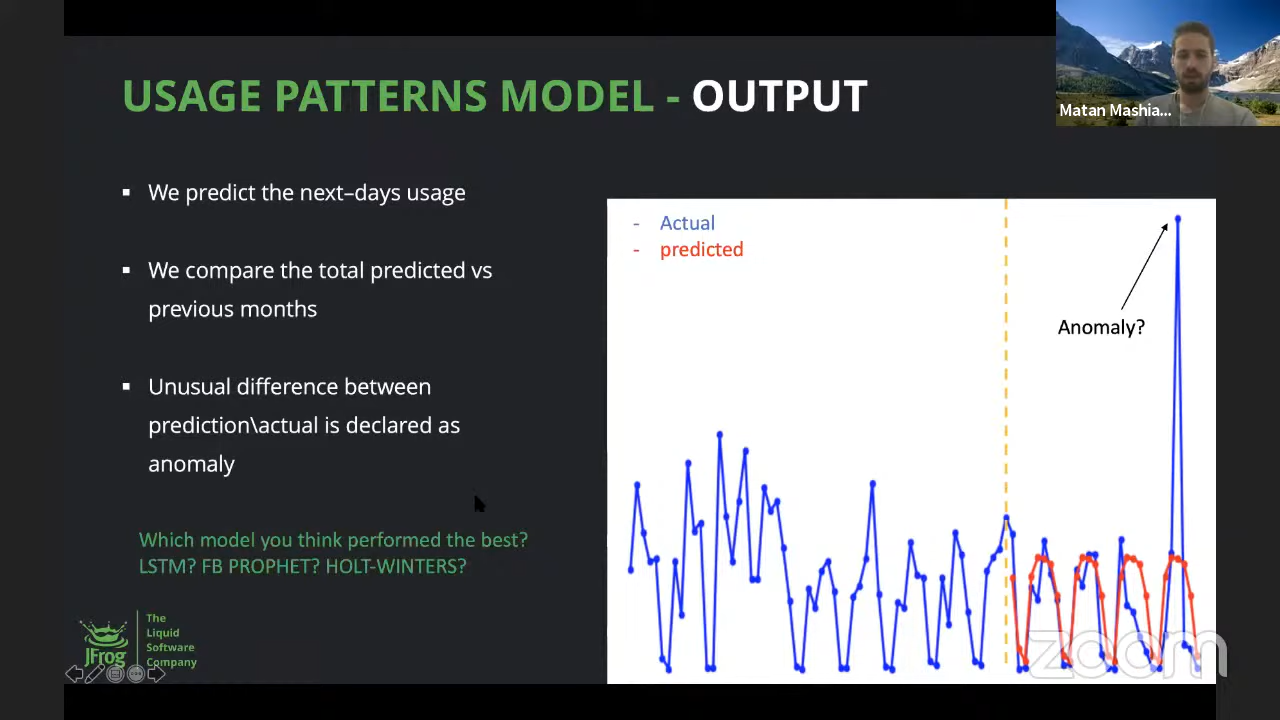 USAGE PATTERNS MODEL - OUTPUT
Matan Mashia...
▪ We predict the next–days usage
▪ We compare the total predicted vs
previous months
▪ Unusual difference between
prediction\actual is declared as
anomaly
Which model you think performed the best?
LSTM? FB PROPHET? HOLT-WINTERS?
- Actual
- predicted
Anomaly?
JFrog
The
Liquid
Software
Company
zoom